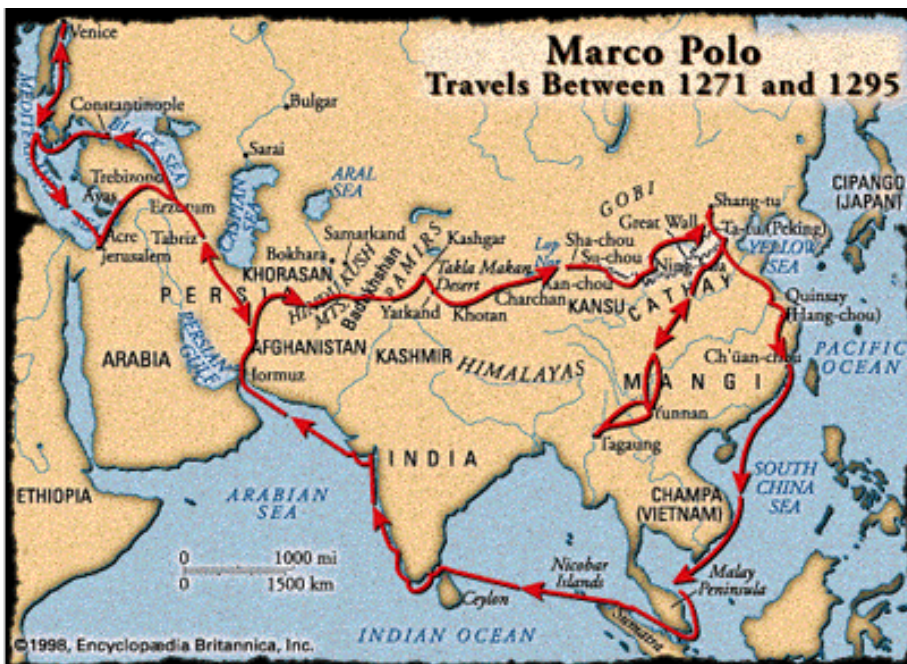 Marco Polo
Travels Between 1271 and 1295
Venice
MEDITERRANEAN SEA
Constantinople
BLACK SEA
Bulgar
Sarai
Trebizond
Ayas
Erzurum
CASPIAN
SEA
ARAL
SEA
Acre
Jerusalem
Tabriz
Bokhara
Samarkand
KHORASAN
HINDU KUSH
MTS.
Badakhshan
PAMIRS
Kashgar
Takla Makan
Desert
Yarkand
Khotan
Charchan
Lop
Nor
GOBI
Sha-chou
Su-chou
Kan-chou
KANSU
Great Wall
Shang-tu
Ta-tu (Peking)
YELLOW
SEA
CATHAY
CIPANGO
(JAPAN)
PERSIA
PERSIAN
GULF
ARABIA
AFGHANISTAN
KASHMIR
HIMALAYAS
Hormuz
Quinsay
(Hang-chou)
Ch'üan-chou
PACIFIC
OCEAN
MANGI
Yunnan
Tagaung
INDIA
ETHIOPIA
ARABIAN
SEA
CHAMPA
(VIETNAM)
SOUTH
CHINA
SEA
0 1000 mi
0 1500 km
Nicobar
Islands
Malay
Peninsula
Ceylon
Sumatra
INDIAN OCEAN
©1998, Encyclopædia Britannica, Inc.